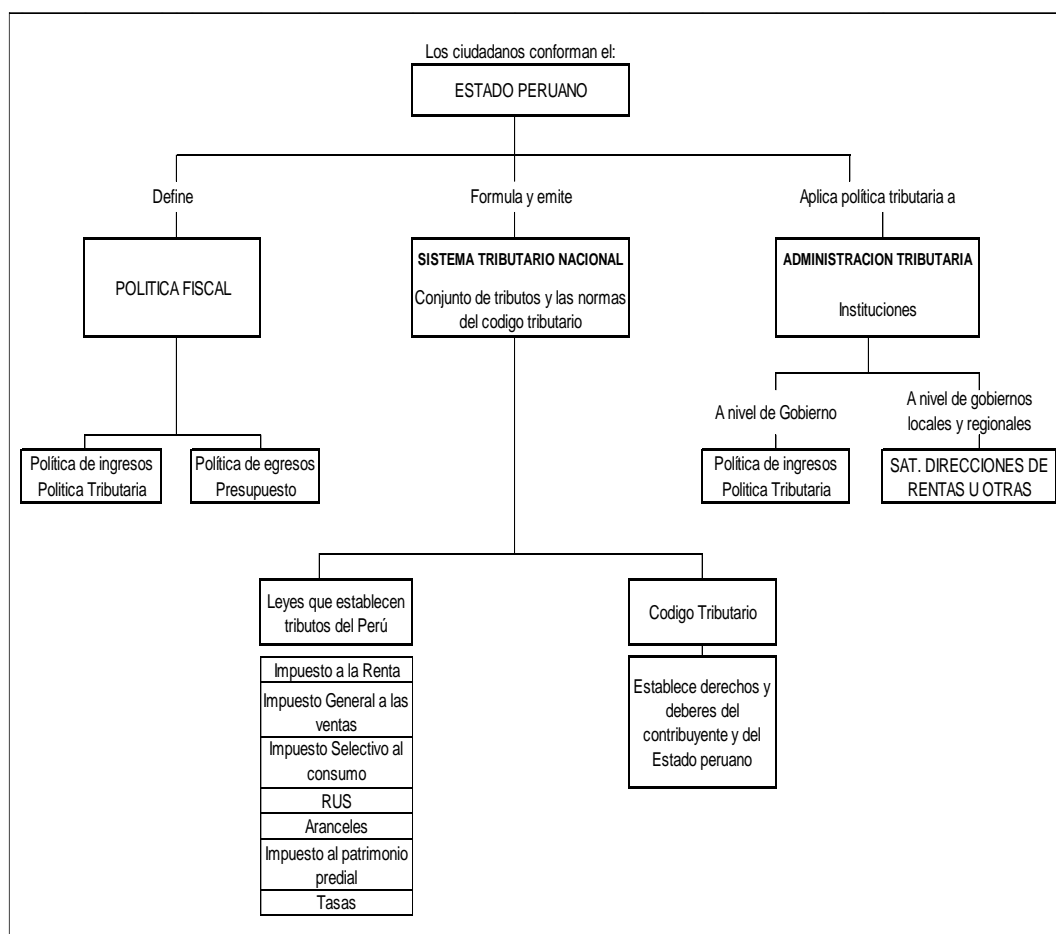 Los ciudadanos conforman el:
ESTADO PERUANO
Define
Formula y emite
Aplica política tributaria a
POLITICA FISCAL
SISTEMA TRIBUTARIO NACIONAL
Conjunto de tributos y las normas
del codigo tributario
ADMINISTRACION TRIBUTARIA
Instituciones
A nivel de Gobierno
A nivel de gobiernos
locales y regionales
Política de ingresos
Politica Tributaria
Política de egresos
Presupuesto
Política de ingresos
Politica Tributaria
SAT. DIRECCIONES DE
RENTAS U OTRAS
Leyes que establecen
tributos del Perú
Impuesto a la Renta
Impuesto General a las
ventas
Impuesto Selectivo al
consumo
RUS
Aranceles
Impuesto al patrimonio
predial
Tasas
Codigo Tributario
Establece derechos y
deberes del
contribuyente y del
Estado peruano